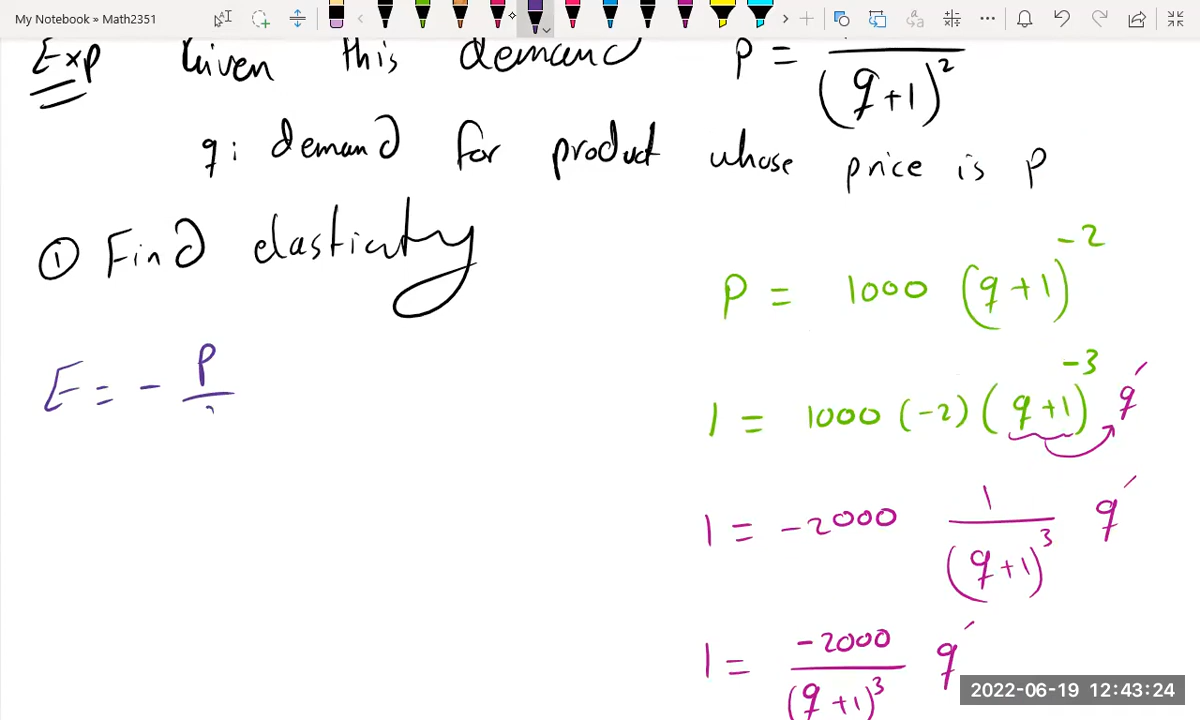 My Notebook » Math2351
Exp Given this demand p = /(q+1)^2
q: demand for product whose price is p
① Find elasticity
p = 1000 (q+1)^-2
E = - p/
1 = 1000 (-2) (q+1)^-3 q'
1 = -2000 1/(q+1)^3 q'
1 = -2000/(q+1)^3 q'
2022-06-19 12:43:24